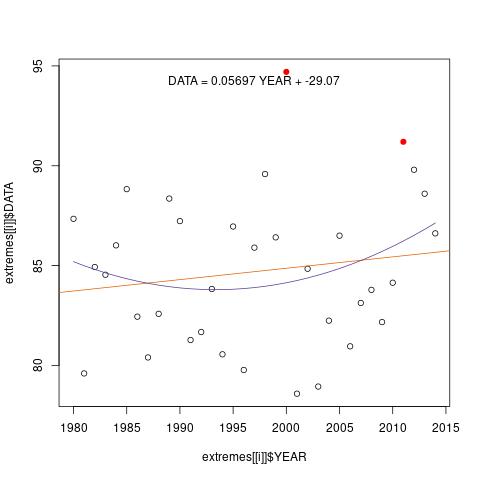 DATA = 0.05697 YEAR + -29.07
95
90
85
80
extremes[[i]]$DATA
1980 1985 1990 1995 2000 2005 2010 2015
extremes[[i]]$YEAR